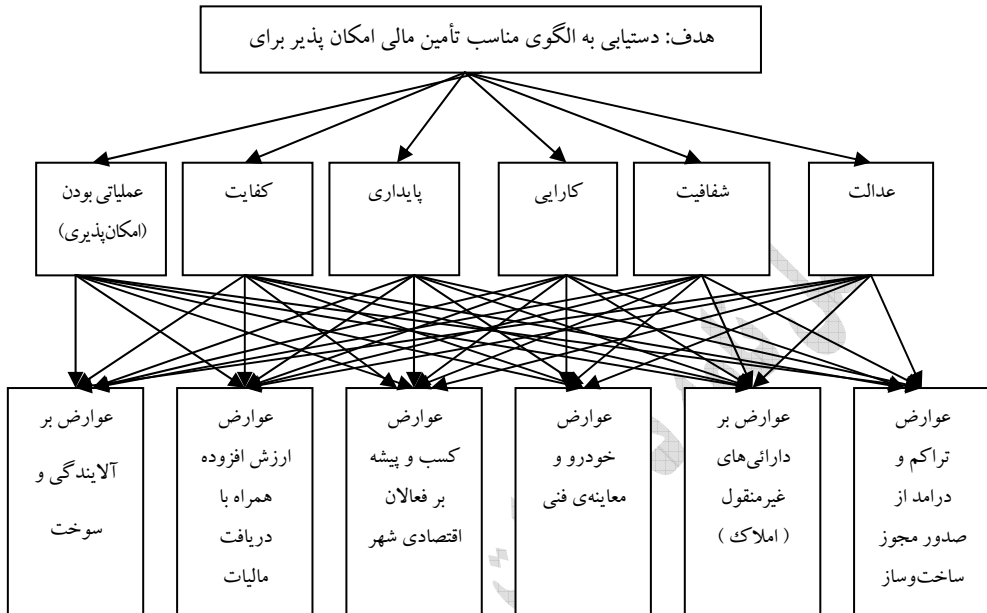 هدف: دستیابی به الگوی مناسب تأمین مالی امکان پذیر برای
عدالت
شفافیت
کارایی
پایداری
کفایت
عملیاتی بودن
(امکان‌پذیری)
عوارض
تراکم و
درامد از
صدور مجوز
ساخت‌وساز
عوارض بر
دارائی‌های
غیرمنقول
( املاک )
عوارض
خودرو و
معاینه‌ی فنی
عوارض
کسب و پیشه
بر فعالان
اقتصادی شهر
عوارض
ارزش افزوده
همراه با
دریافت
مالیات
عوارض بر
آلایندگی و
سوخت